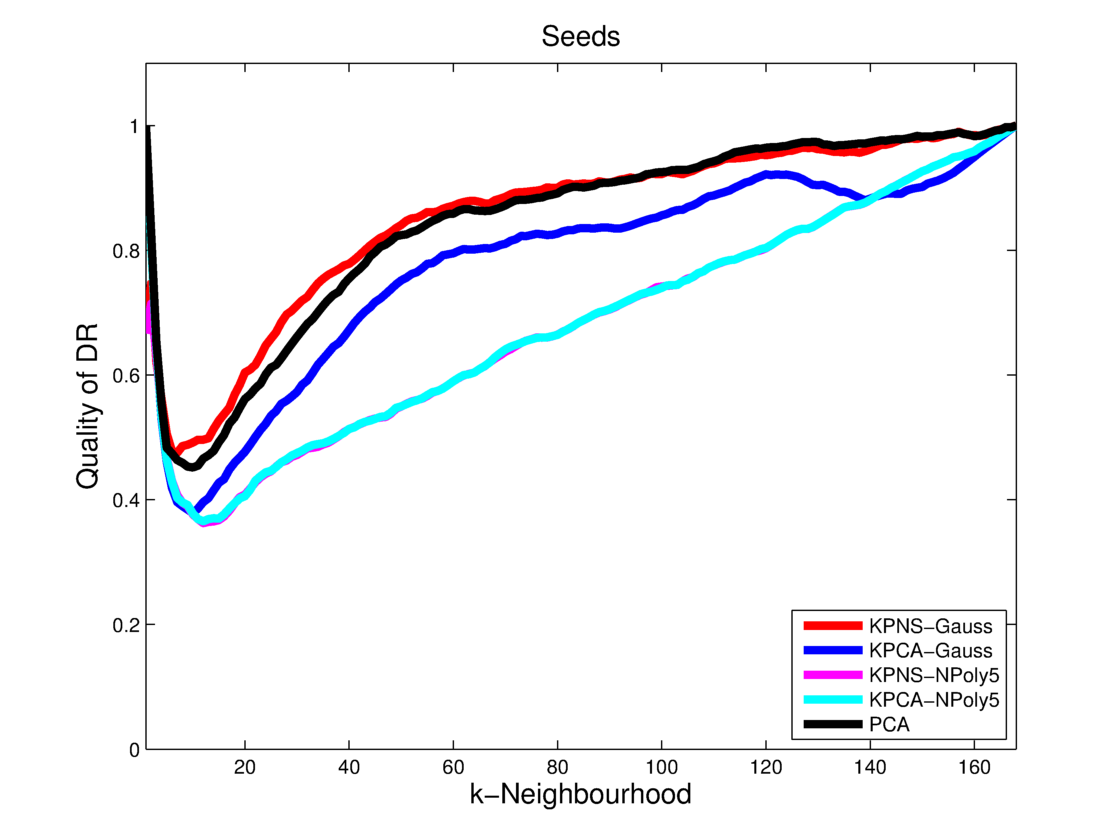 Seeds
Quality of DR
1
0.8
0.6
0.4
0.2
0
20 40 60 80 100 120 140 160
k−Neighbourhood
KPNS−Gauss
KPCA−Gauss
KPNS−NPoly5
KPCA−NPoly5
PCA